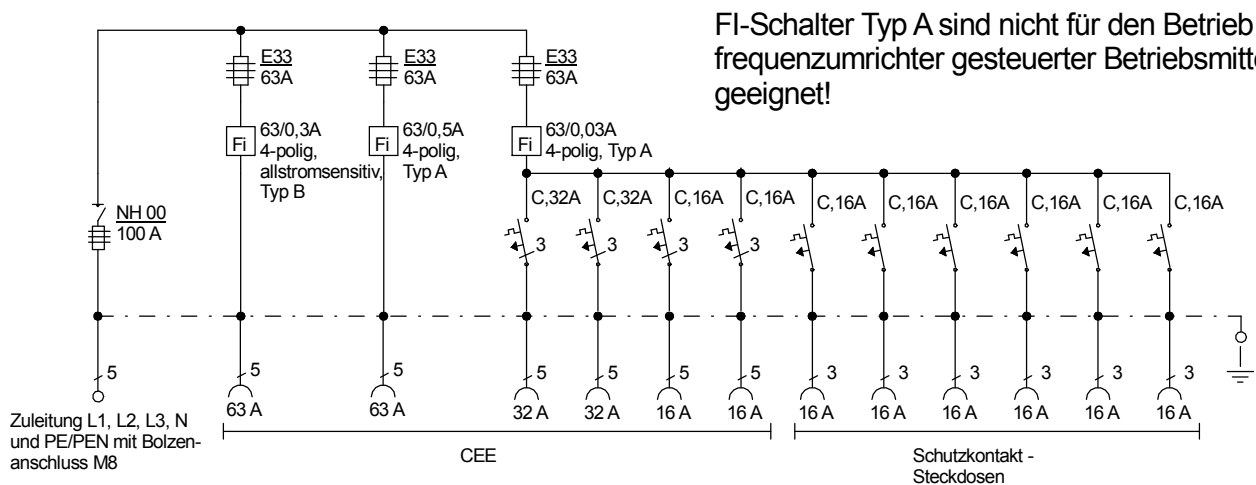 FI-Schalter Typ A sind nicht für den Betrieb
frequenzumrichter gesteuerter
geeignet!
E33
63A
E33
63A
E33
63A
Fi
63/0,3A
4-polig,
allstromsensitiv,
Typ B
Fi
63/0,5A
4-polig,
Typ A
Fi
63/0,03A
4-polig, Typ A
NH 00
100 A
C,32A
C,32A
C,16A
C,16A
C,16A
C,16A
C,16A
C,16A
C,16A
C,16A
3
3
3
3
5
5
5
5
5
5
5
3
3
3
3
3
3
63 A
63 A
32 A
32 A
16 A
16 A
16 A
16 A
16 A
16 A
16 A
16 A
Zuleitung L1, L2, L3, N
und PE/PEN mit Bolzen-
anschluss M8
CEE
Schutzkontakt -
Steckdosen